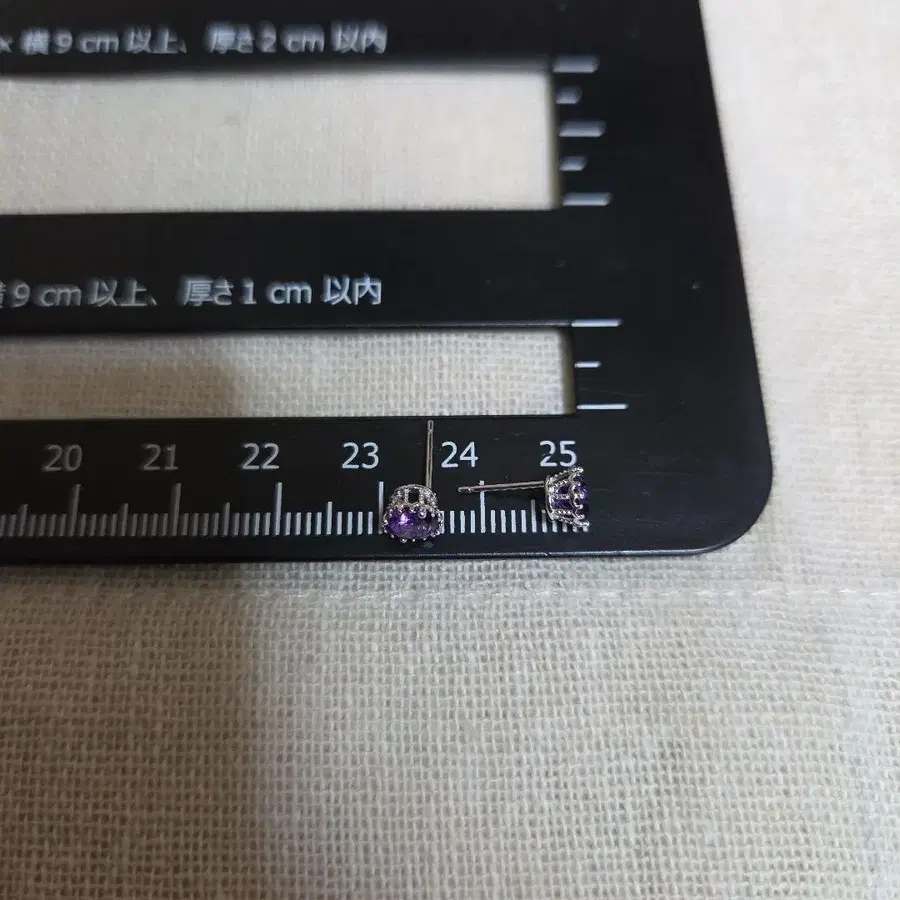 × 横 9 cm 以上、 厚さ 2 cm 以内
横 9 cm 以上、 厚さ 1 cm 以内
20 21 22 23 24 25